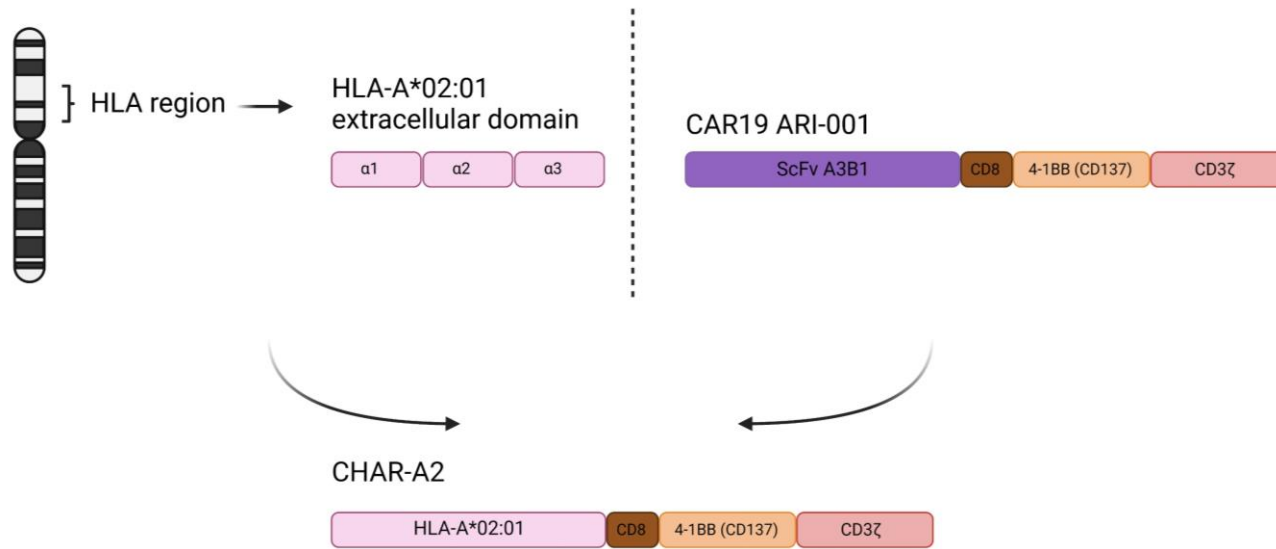 HLA region
HLA-A*02:01
extracellular domain
α1 α2 α3
CAR19 ARI-001
ScFv A3B1 CD8 4-1BB (CD137) CD3ζ
CHAR-A2
HLA-A*02:01 CD8 4-1BB (CD137) CD3ζ